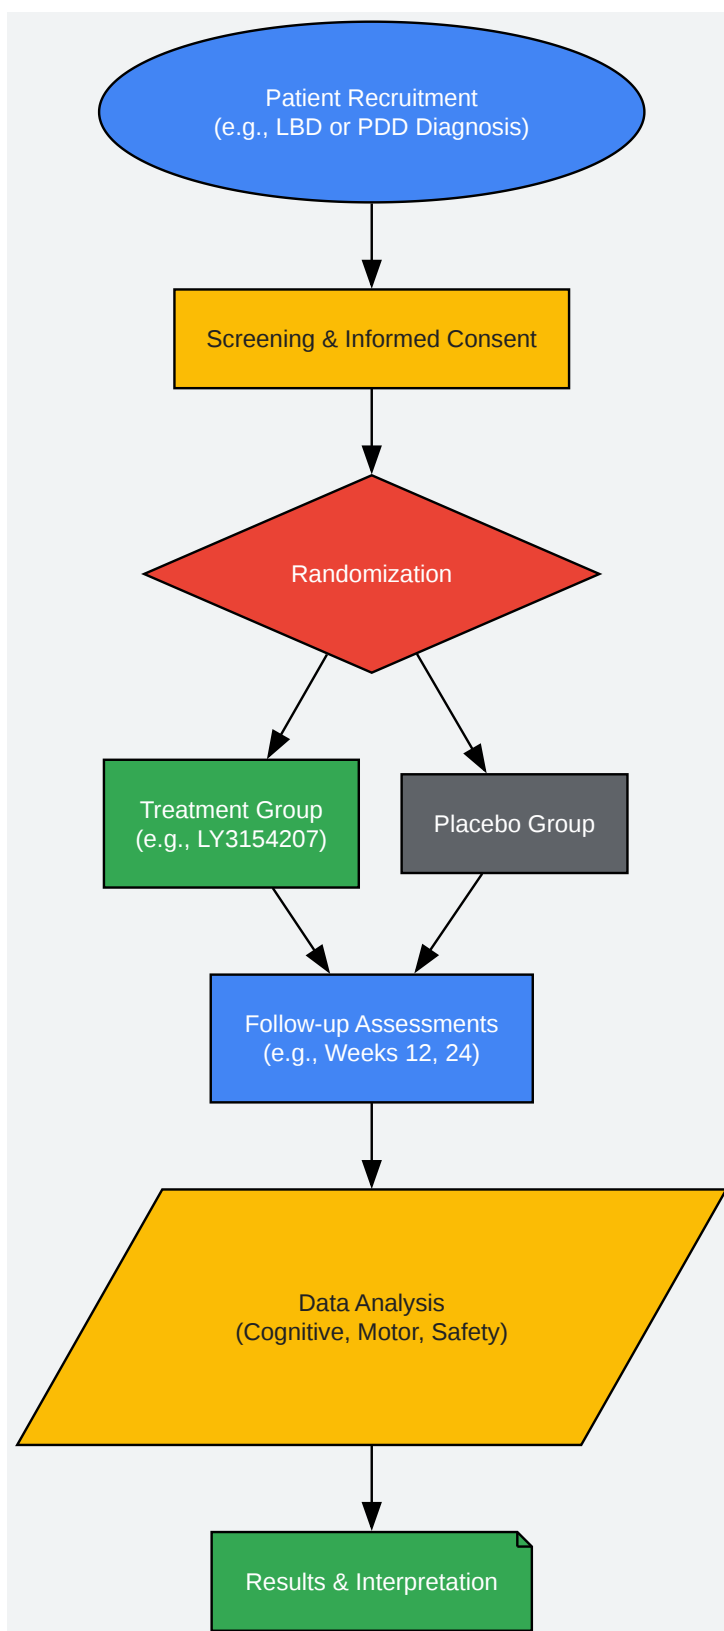 Patient Recruitment
(e.g., LBD or PDD Diagnosis)
Screening & Informed Consent
Randomization
Treatment Group
(e.g., LY3154207)
Placebo Group
Follow-up Assessments
(e.g., Weeks 12, 24)
Data Analysis
(Cognitive, Motor, Safety)
Results & Interpretation